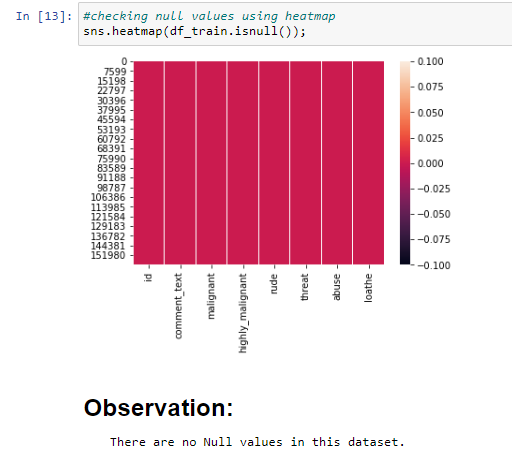 In [13]: #checking null values using heatmap
sns.heatmap(df_train.isnull());
0
7599
15198
22797
30396
37995
45594
53193
60792
68391
75990
83589
91188
98787
106386
113985
121584
129183
136782
144381
151980
0.100
0.075
0.050
0.025
0.000
−0.025
−0.050
−0.075
−0.100
id
comment_text
malignant
highly_malignant
rude
threat
abuse
loathe
Observation:
There are no Null values in this dataset.